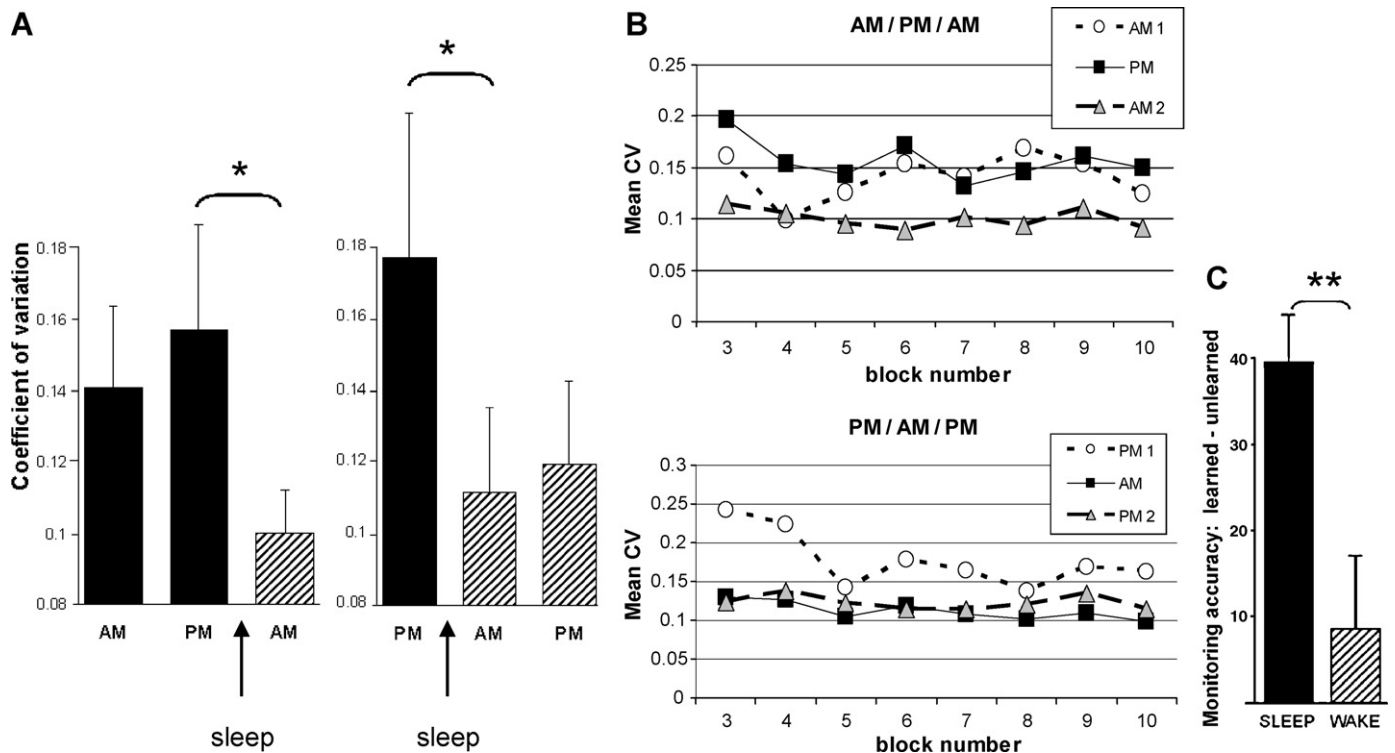 A
*
*
Coefficient of variation
0.18
0.16
0.14
0.12
0.1
0.08
AM
PM
AM
sleep
0.18
0.16
0.14
0.12
0.1
0.08
PM
AM
PM
sleep
B
AM / PM / AM
AM 1
PM
AM 2
Mean CV
0.25
0.2
0.15
0.1
0.05
0
3 4 5 6 7 8 9 10
block number
PM / AM / PM
PM 1
AM
PM 2
Mean CV
0.3
0.25
0.2
0.15
0.1
0.05
0
3 4 5 6 7 8 9 10
block number
C
**
Monitoring accuracy: learned - unlearned
40
30
20
10
SLEEP WAKE